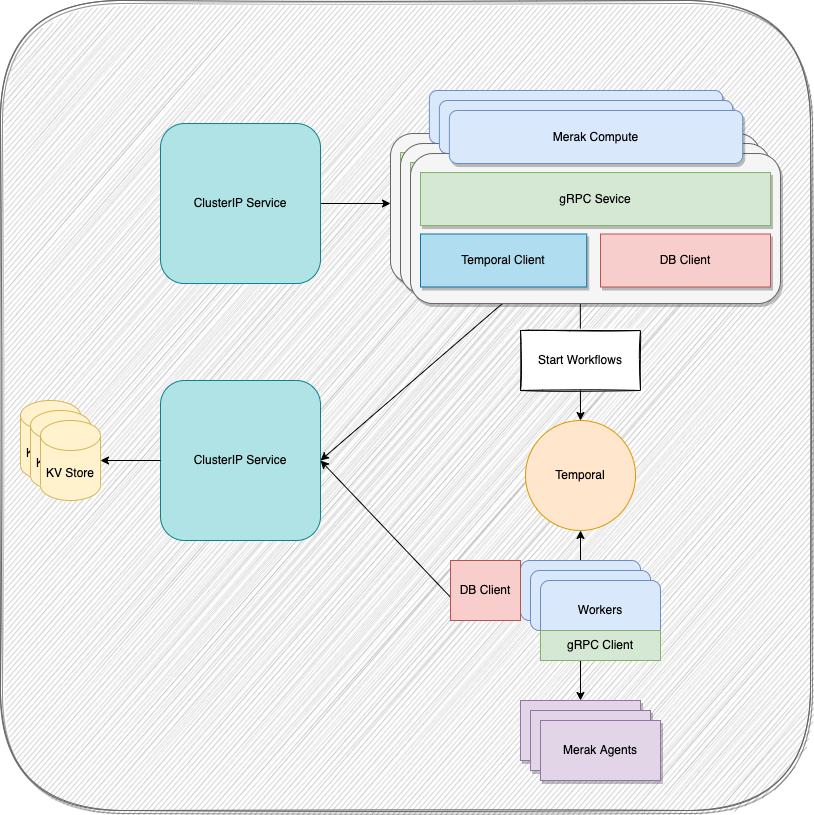 Merak Compute
ClusterIP Service
gRPC Sevice
Temporal Client
DB Client
Start Workflows
ClusterIP Service
K
K
KV Store
Temporal
DB Client
Workers
gRPC Client
Merak Agents